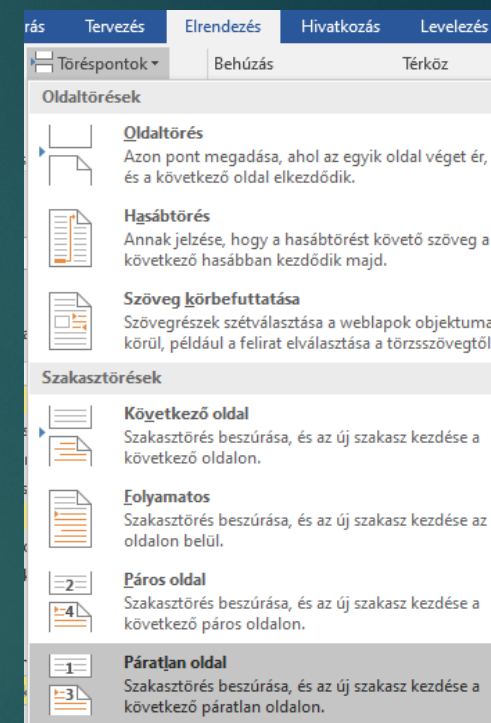 rás Tervezés Elrendezés Hivatkozás Levelezés
Töréspontok Behúzás Térköz
Oldaltörések
Oldaltörés
Azon pont megadása, ahol az egyik oldal véget ér,
és a következő oldal elkezdődik.
Hasábtörés
Annak jelzése, hogy a hasábtörést követő szöveg a
következő hasábban kezdődik majd.
Szöveg körbefuttatása
Szövegrészek szétválasztása a weblapok objektuma
körül, például a felirat elválasztása a törzsszövegtől
Szakasztörések
Következő oldal
Szakasztörés beszúrása, és az új szakasz kezdése a
következő oldalon.
Folyamatos
Szakasztörés beszúrása, és az új szakasz kezdése az
oldalon belül.
2
4
Páros oldal
Szakasztörés beszúrása, és az új szakasz kezdése a
következő páros oldalon.
1
3
Páratlan oldal
Szakasztörés beszúrása, és az új szakasz kezdése a
következő páratlan oldalon.